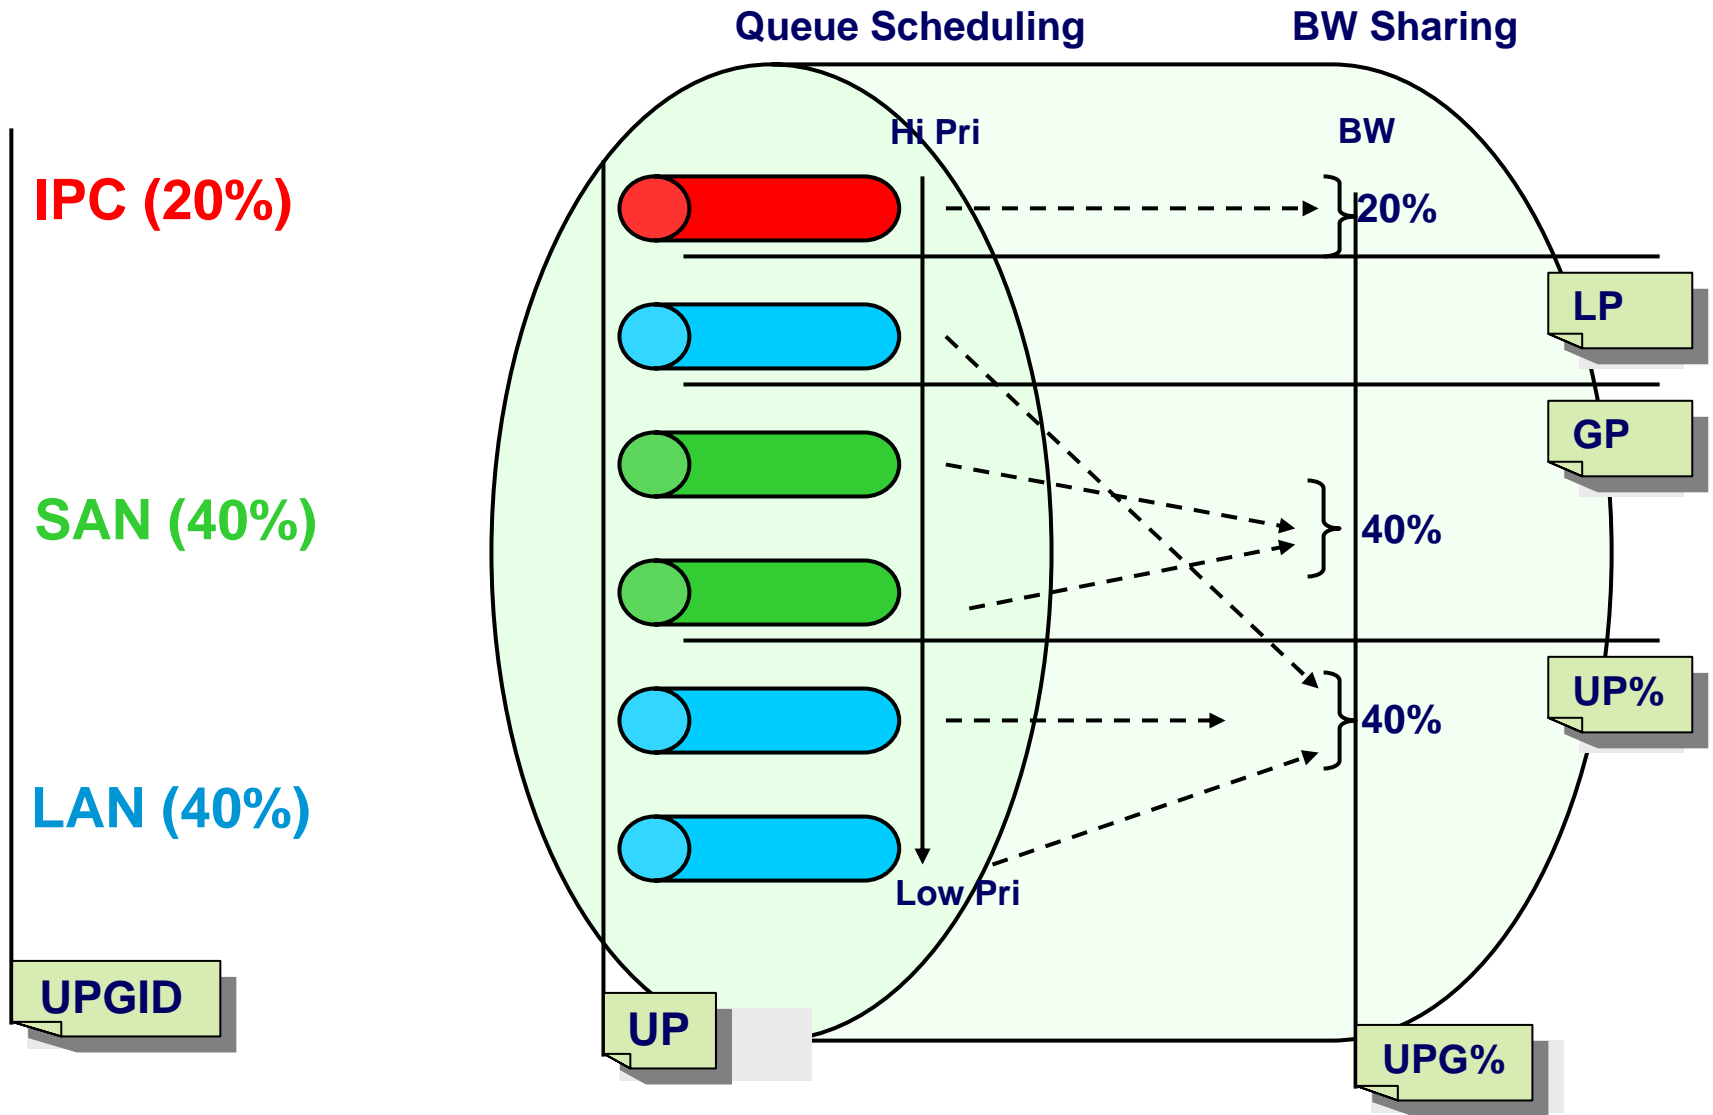 Queue Scheduling
BW Sharing
Hi Pri
BW
IPC (20%)
20%
LP
GP
SAN (40%)
40%
UP%
40%
LAN (40%)
Low Pri
UPGID
UP
UPG%